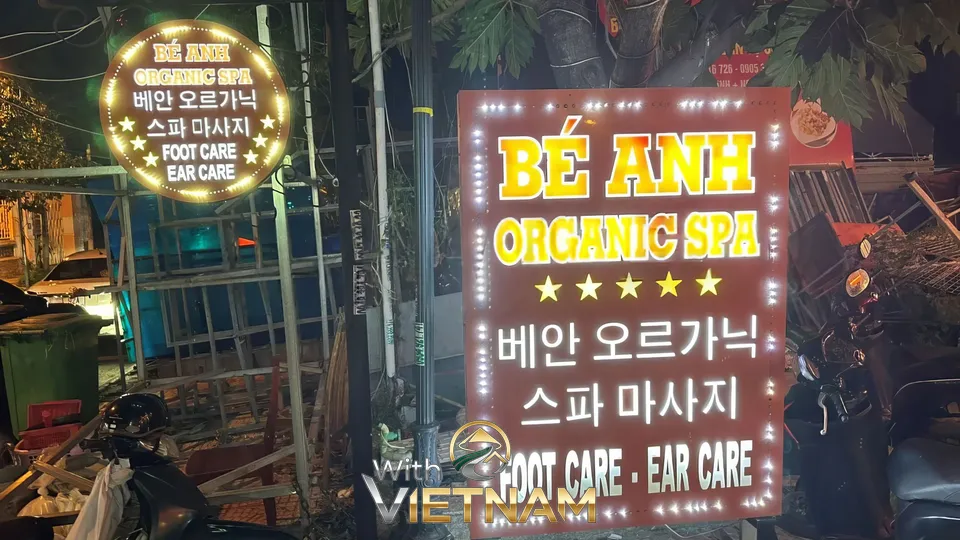 BÉ ANH
ORGANIC SPA
베안 오르가닉
스파 마사지
FOOT CARE
EAR CARE
BÉ ANH
ORGANIC SPA
베안 오르가닉
스파 마사지
FOOT CARE · EAR CARE
With
VIETNAM